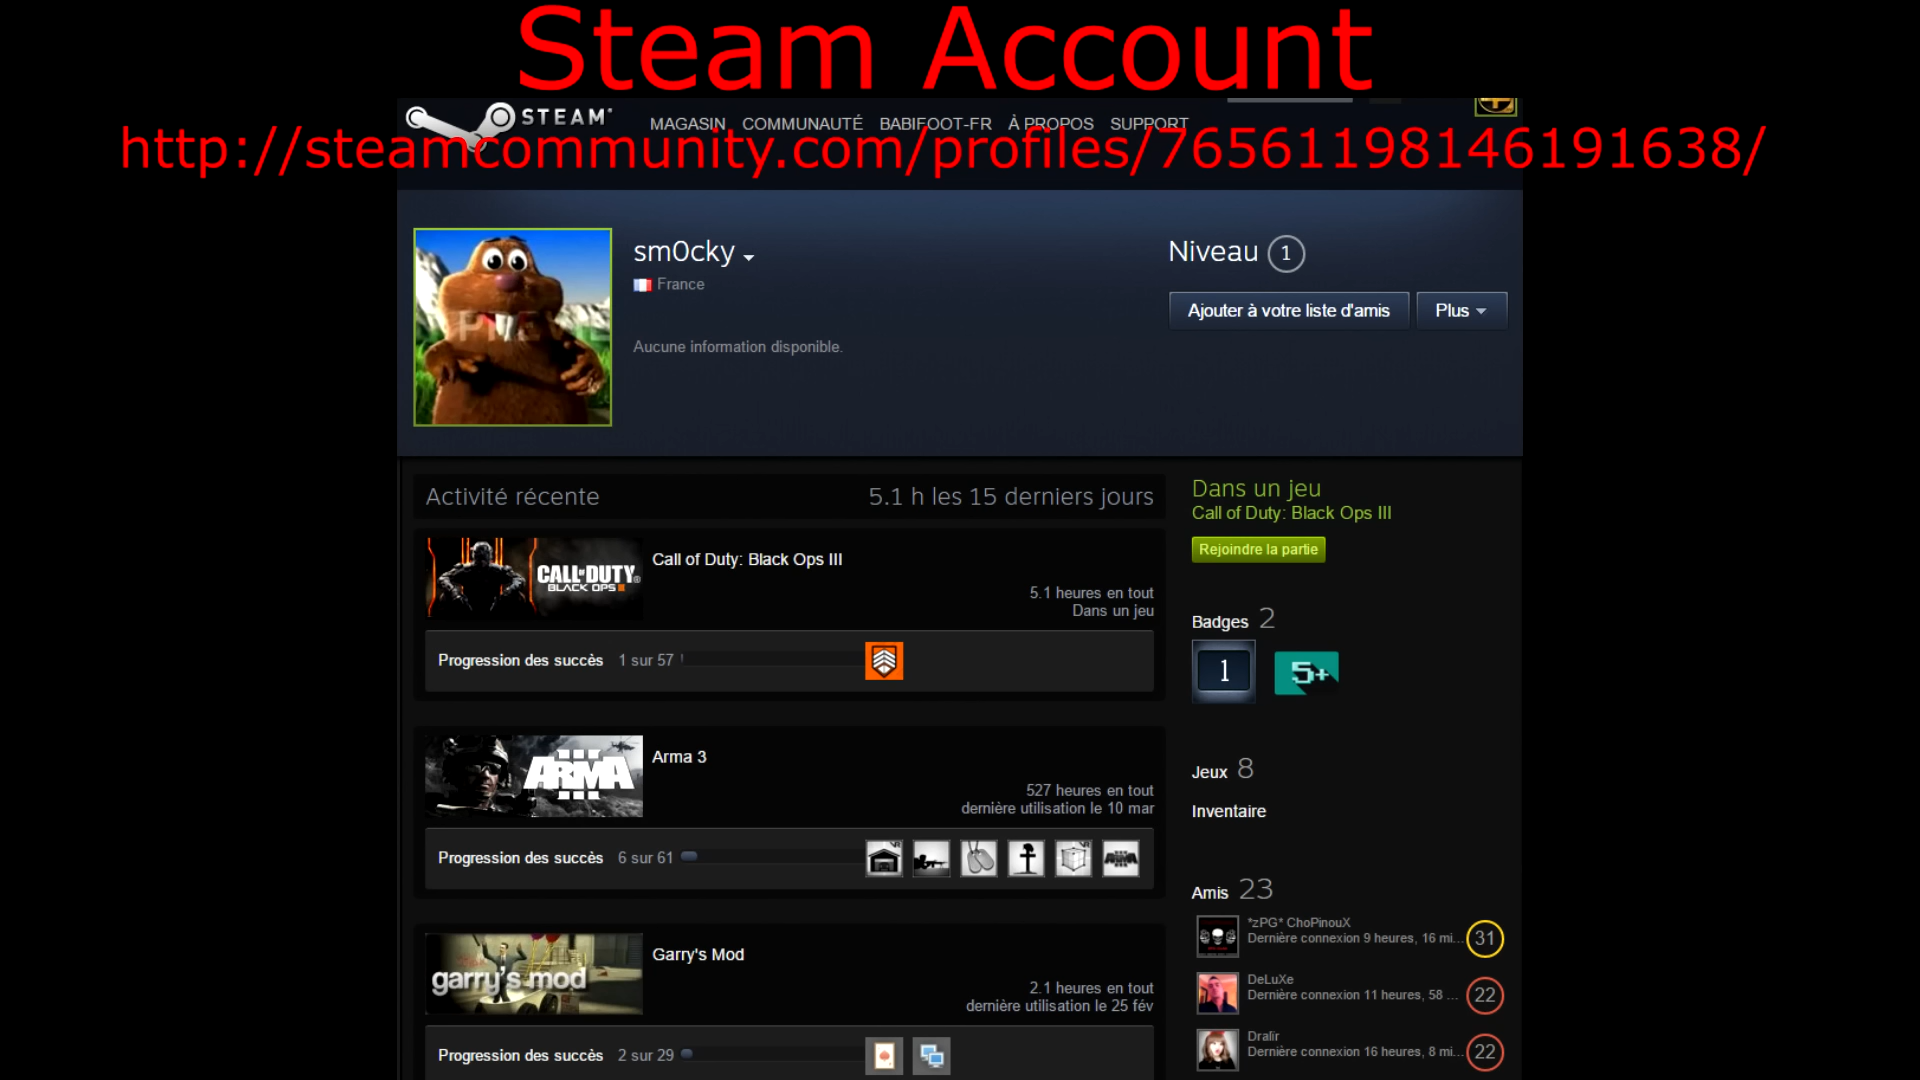 Steam Account
STEAM®
MAGASIN COMMUNAUTÉ BABIFOOT-FR À PROPOS SUPPORT
http://steamcommunity.com/profiles/76561198146191638/
sm0cky
France
Aucune information disponible.
Niveau 1
Ajouter à votre liste d'amis
Plus
Activité récente
5.1 h les 15 derniers jours
CALL OF DUTY®
BLACK OPS III
Call of Duty: Black Ops III
5.1 heures en tout
Dans un jeu
Progression des succès 1 sur 57
ARMA III
Arma 3
527 heures en tout
dernière utilisation le 10 mar
Progression des succès 6 sur 61
garry's mod
Garry's Mod
2.1 heures en tout
dernière utilisation le 25 fév
Progression des succès 2 sur 29
Dans un jeu
Call of Duty: Black Ops III
Rejoindre la partie
Badges 2
1
5+
Jeux 8
Inventaire
Amis 23
*zPG* ChoPinouX
Dernière connexion 9 heures, 16 mi...
31
DeLuXe
Dernière connexion 11 heures, 58 ...
22
Dralir
Dernière connexion 16 heures, 8 mi...
22